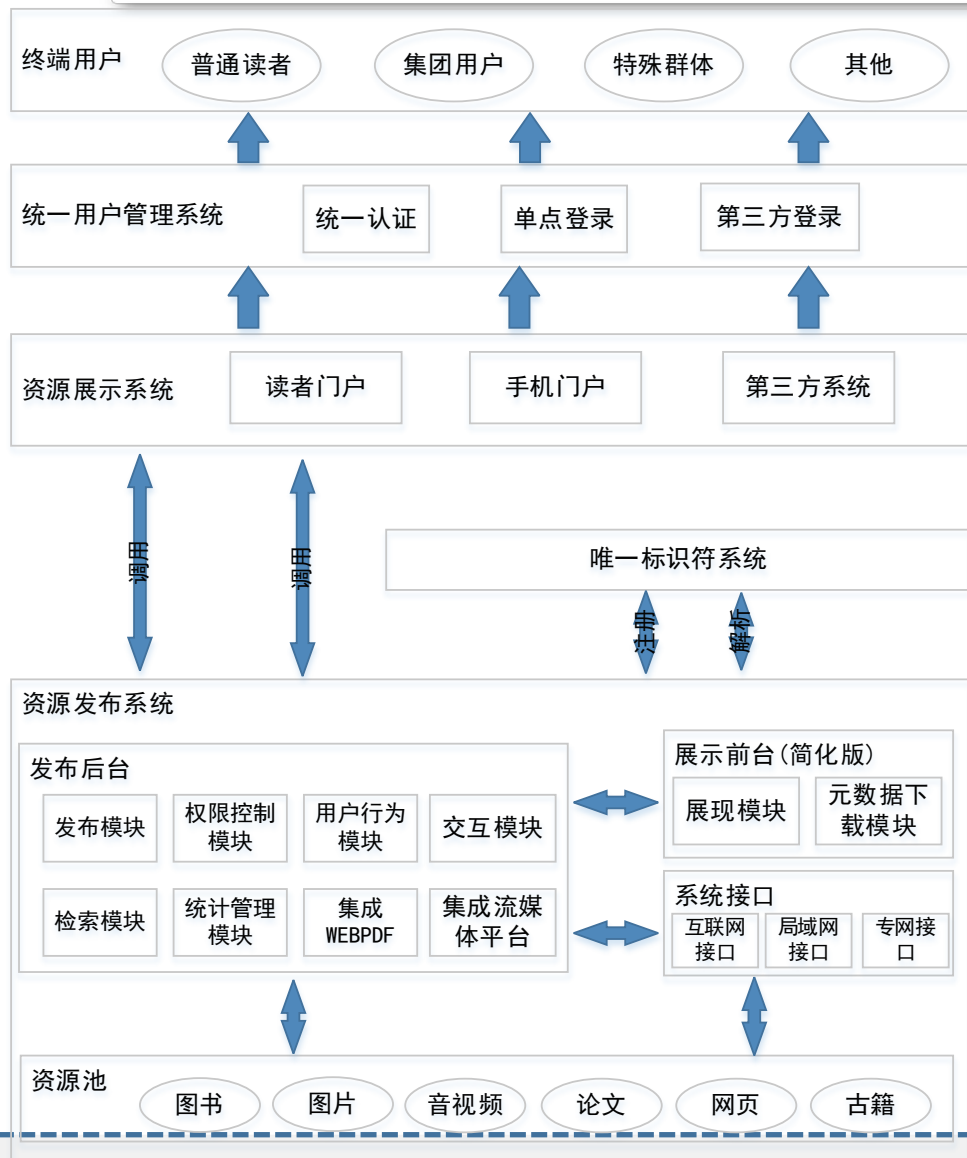 终端用户
普通读者
集团用户
特殊群体
其他
统一用户管理系统
统一认证
单点登录
第三方登录
资源展示系统
读者门户
手机门户
第三方系统
调用
调用
唯一标识符系统
注册
解析
资源发布系统
发布后台
发布模块
权限控制
模块
用户行为
模块
交互模块
检索模块
统计管理
模块
集成
WEBPDF
集成流媒
体平台
展示前台(简化版)
展现模块
元数据下
载模块
系统接口
互联网
接口
局域网
接口
专网接
口
资源池
图书
图片
音视频
论文
网页
古籍